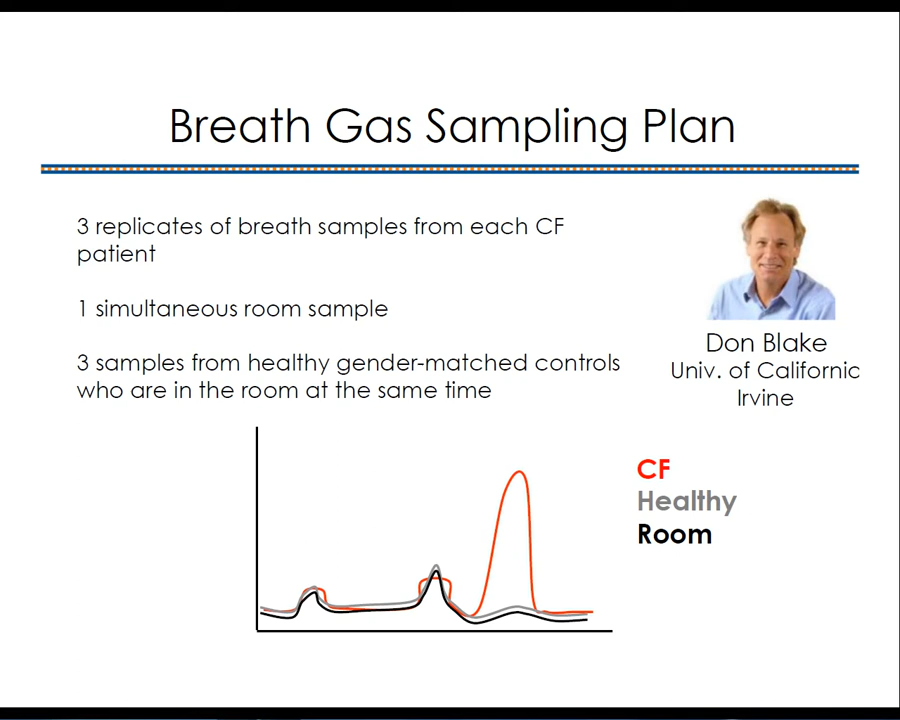 Breath Gas Sampling Plan
3 replicates of breath samples from each CF
patient
1 simultaneous room sample
3 samples from healthy gender-matched controls
who are in the room at the same time
Don Blake
Univ. of Californic
Irvine
CF
Healthy
Room